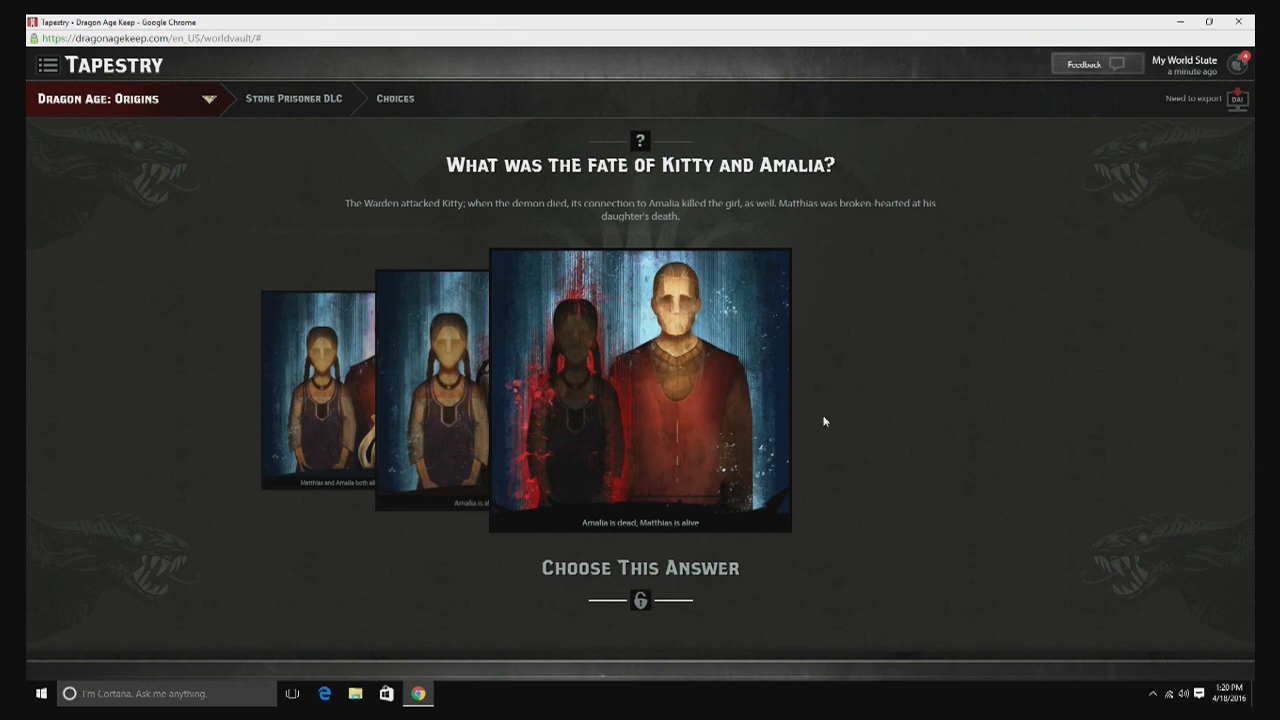 Tapestry • Dragon Age Keep - Google Chrome
https://dragonagekeep.com/en_US/worldvault/#
TAPESTRY
Feedback
My World State
a minute ago
4
DRAGON AGE: ORIGINS
STONE PRISONER DLC
CHOICES
Need to export
DAI
?
WHAT WAS THE FATE OF KITTY AND AMALIA?
The Warden attacked Kitty; when the demon died, its connection to Amalia killed the girl, as well. Matthias was broken-hearted at his
daughter's death.
Matthias and Amalia both ali
Amalia is al
Amalia is dead, Matthias is alive
CHOOSE THIS ANSWER
I'm Cortana. Ask me anything.
1:20 PM
4/18/2016